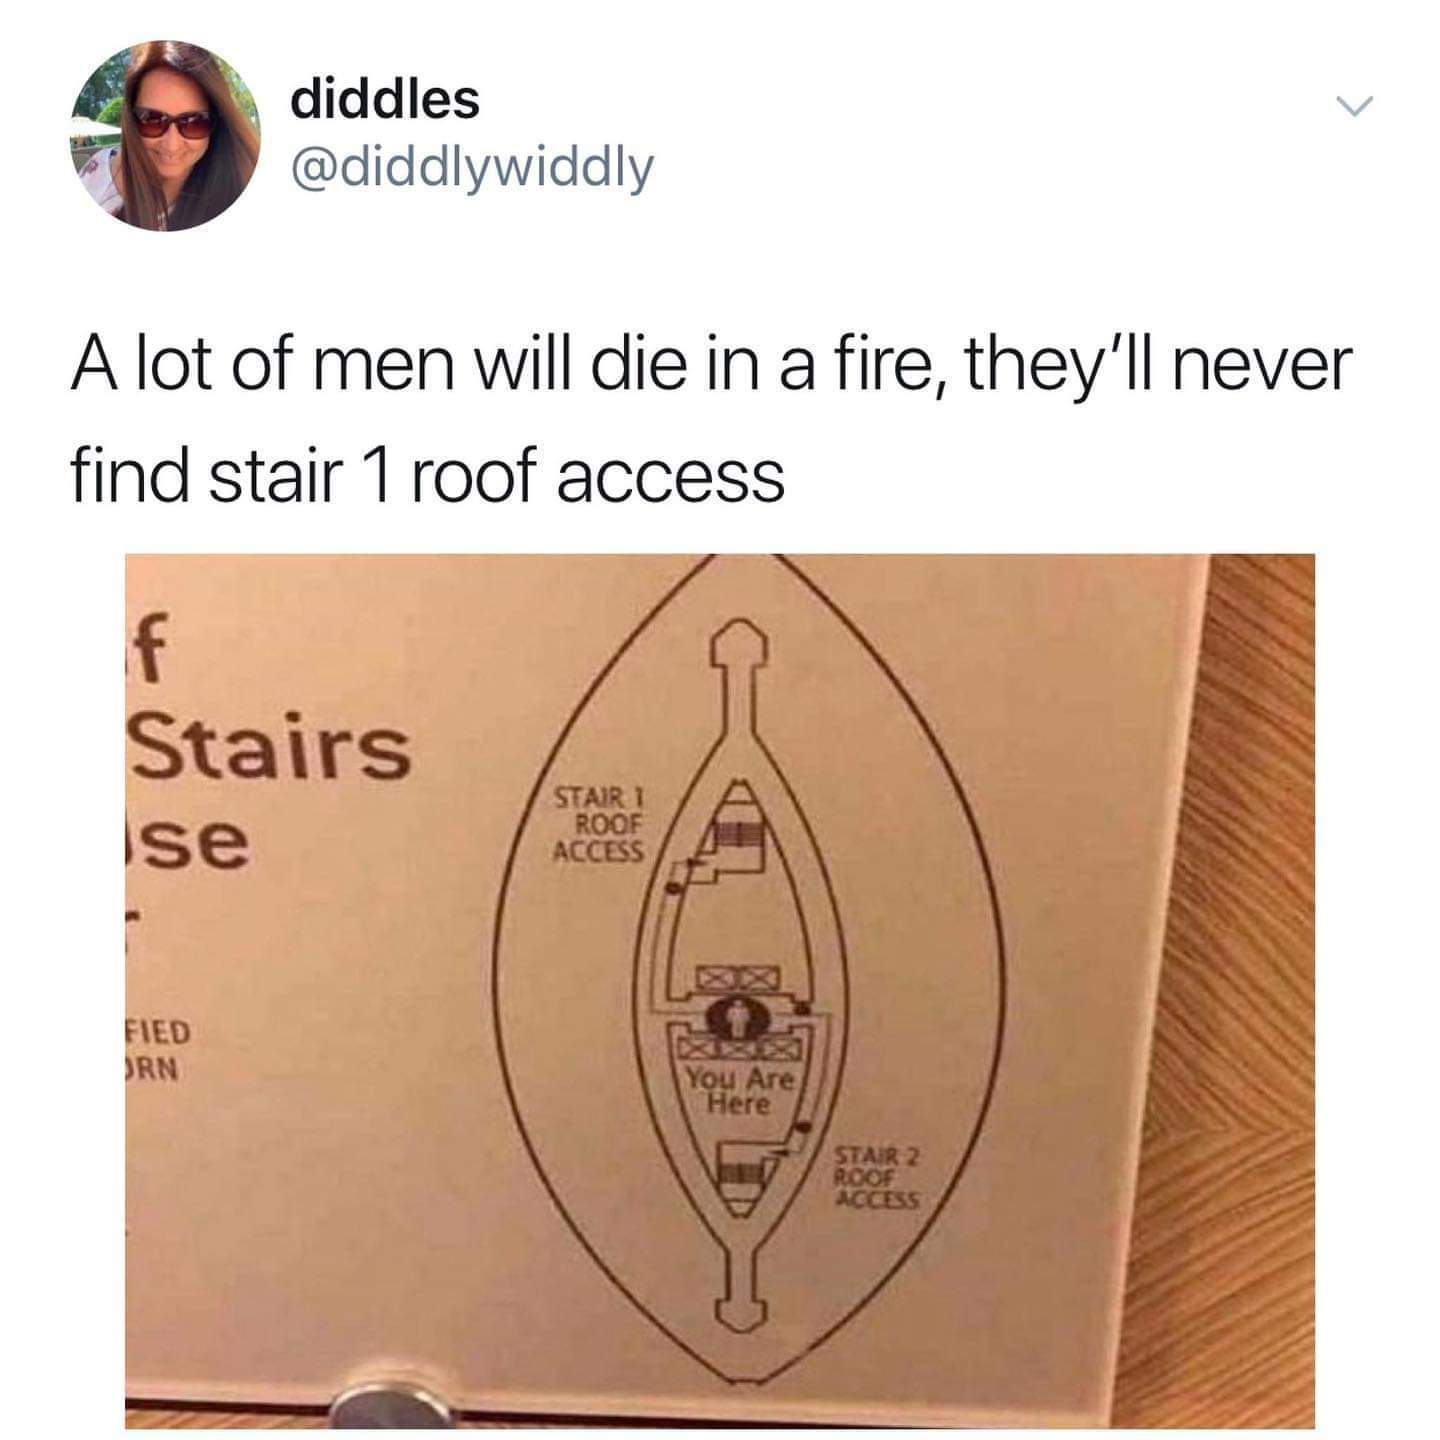 diddles
@diddlywiddly
A lot of men will die in a fire, they'll never
find stair 1 roof access
f
Stairs
se
r
FIED
ORN
STAIR 1
ROOF
ACCESS
You Are
Here
STAIR 2
ROOF
ACCESS